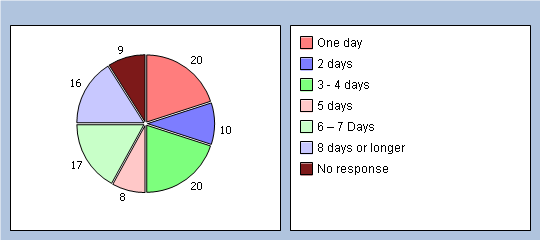 9
20
16
10
17
8
20
One day
2 days
3 - 4 days
5 days
6 – 7 Days
8 days or longer
No response